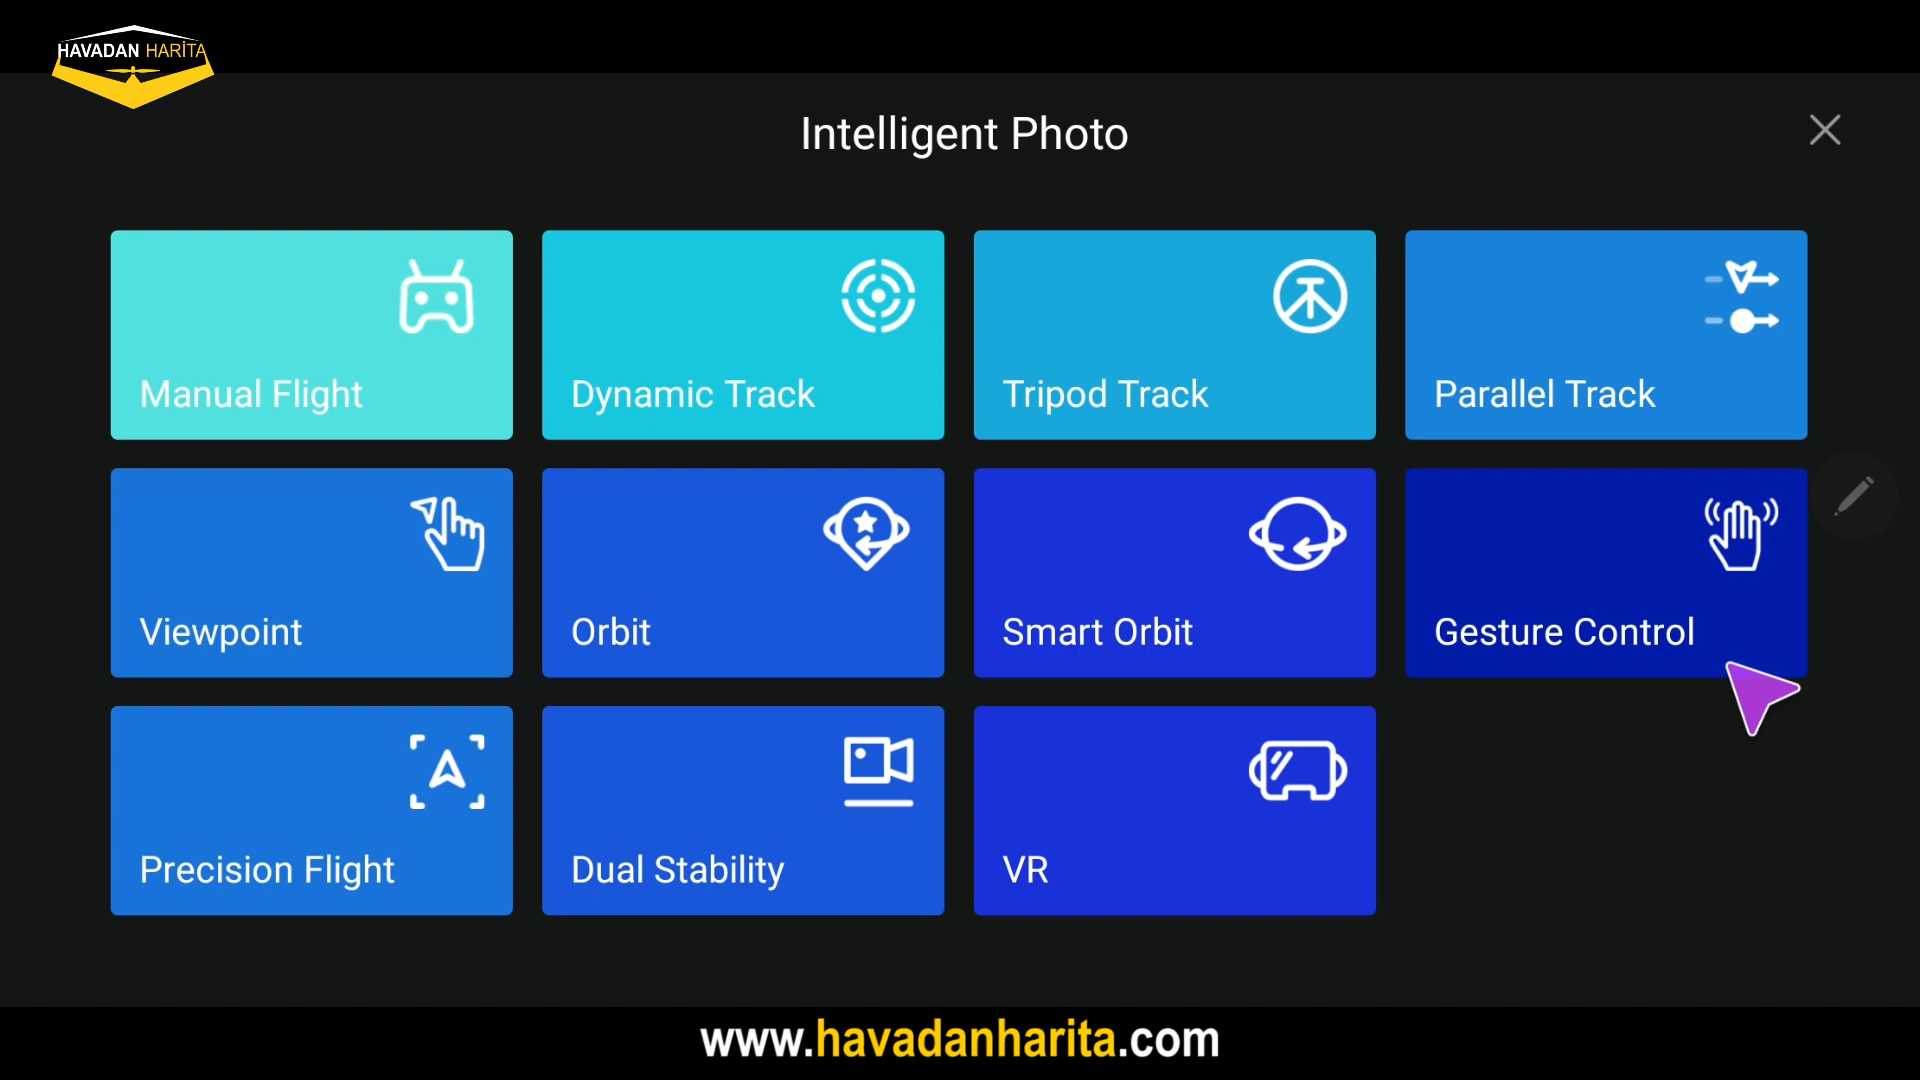 HAVADAN HARİTA
Intelligent Photo
Manual Flight
Dynamic Track
Tripod Track
Parallel Track
Viewpoint
Orbit
Smart Orbit
Gesture Control
Precision Flight
Dual Stability
VR
www.havadanharita.com